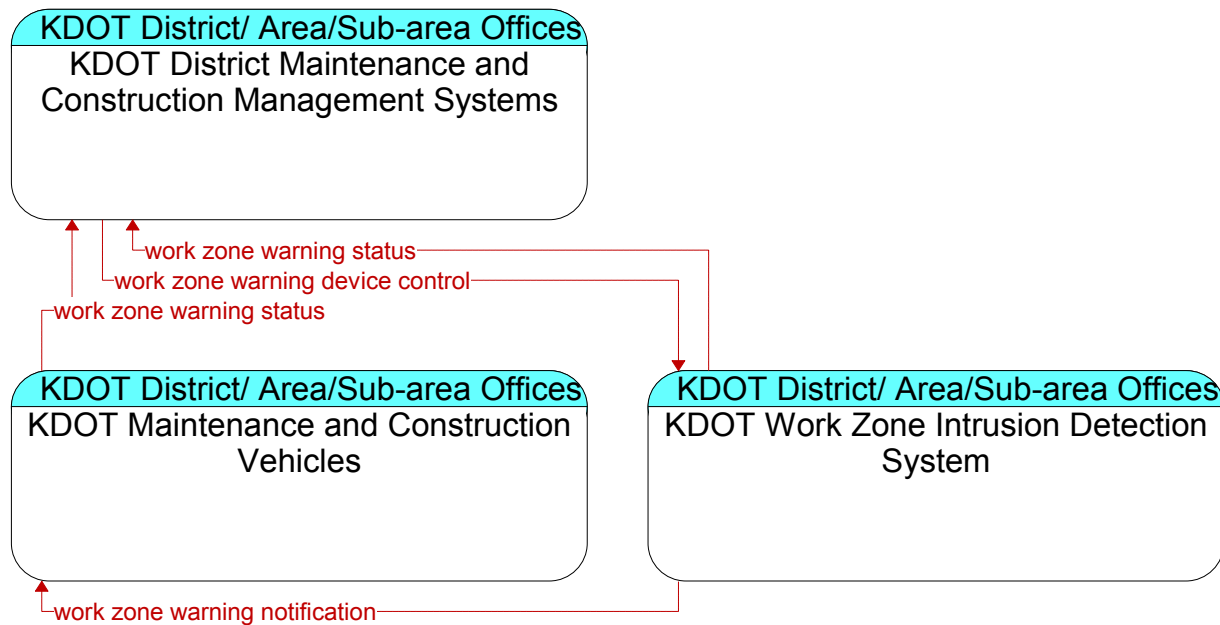 KDOT District/ Area/Sub-area Offices
KDOT District Maintenance and
Construction Management Systems
work zone warning status
work zone warning device control
work zone warning status
KDOT District/ Area/Sub-area Offices
KDOT Maintenance and Construction
Vehicles
KDOT District/ Area/Sub-area Offices
KDOT Work Zone Intrusion Detection
System
work zone warning notification